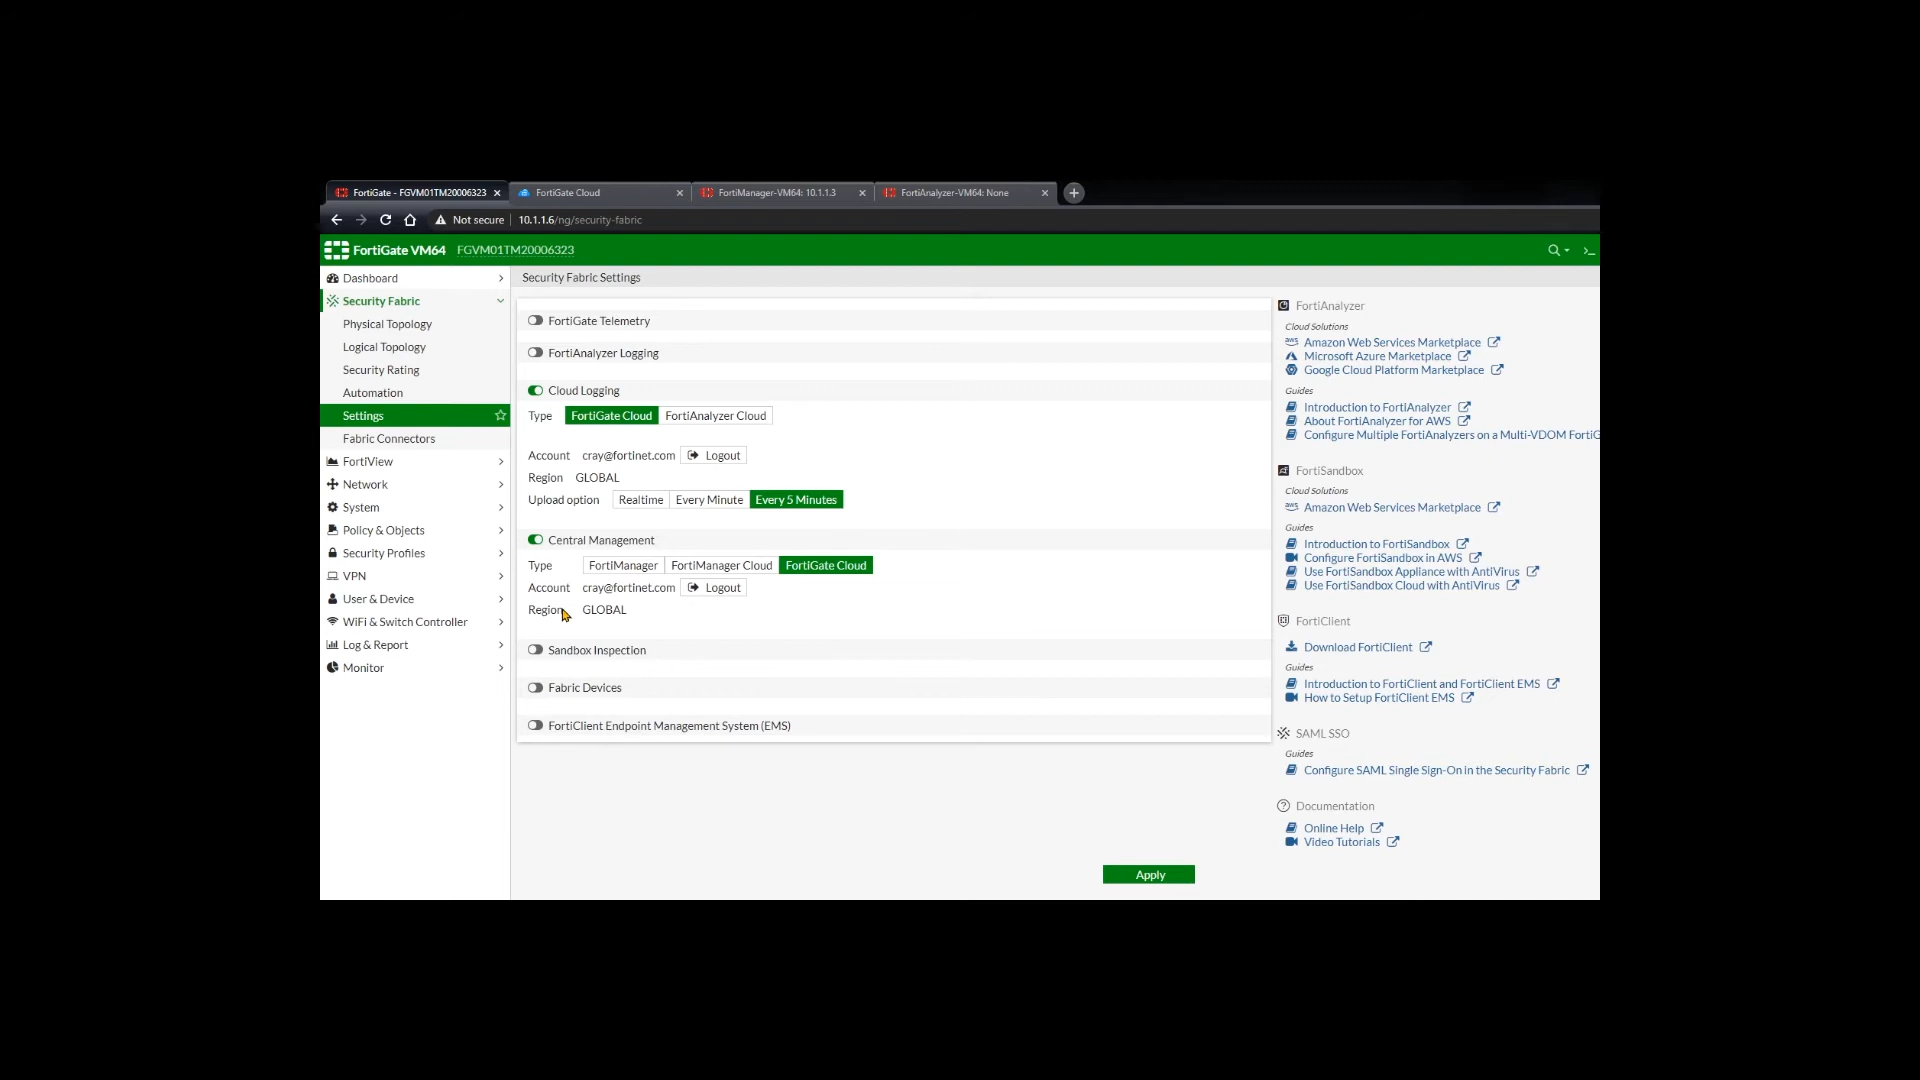 FortiGate - FGVM01TM20006323
FortiGate Cloud
FortiManager-VM64: 10.1.1.3
FortiAnalyzer-VM64: None
Not secure 10.1.1.6/ng/security-fabric
FortiGate VM64 FGVM01TM20006323
Dashboard
Security Fabric
Physical Topology
Logical Topology
Security Rating
Automation
Settings
Fabric Connectors
FortiView
Network
System
Policy & Objects
Security Profiles
VPN
User & Device
WiFi & Switch Controller
Log & Report
Monitor
Security Fabric Settings
FortiGate Telemetry
FortiAnalyzer Logging
Cloud Logging
Type FortiGate Cloud FortiAnalyzer Cloud
Account cray@fortinet.com Logout
Region GLOBAL
Upload option Realtime Every Minute Every 5 Minutes
Central Management
Type FortiManager FortiManager Cloud FortiGate Cloud
Account cray@fortinet.com Logout
Region GLOBAL
Sandbox Inspection
Fabric Devices
FortiClient Endpoint Management System (EMS)
Apply
FortiAnalyzer
Cloud Solutions
aws Amazon Web Services Marketplace
Microsoft Azure Marketplace
Google Cloud Platform Marketplace
Guides
Introduction to FortiAnalyzer
About FortiAnalyzer for AWS
Configure Multiple FortiAnalyzers on a Multi-VDOM FortiG
FortiSandbox
Cloud Solutions
aws Amazon Web Services Marketplace
Guides
Introduction to FortiSandbox
Configure FortiSandbox in AWS
Use FortiSandbox Appliance with AntiVirus
Use FortiSandbox Cloud with AntiVirus
FortiClient
Download FortiClient
Guides
Introduction to FortiClient and FortiClient EMS
How to Setup FortiClient EMS
SAML SSO
Guides
Configure SAML Single Sign-On in the Security Fabric
Documentation
Online Help
Video Tutorials